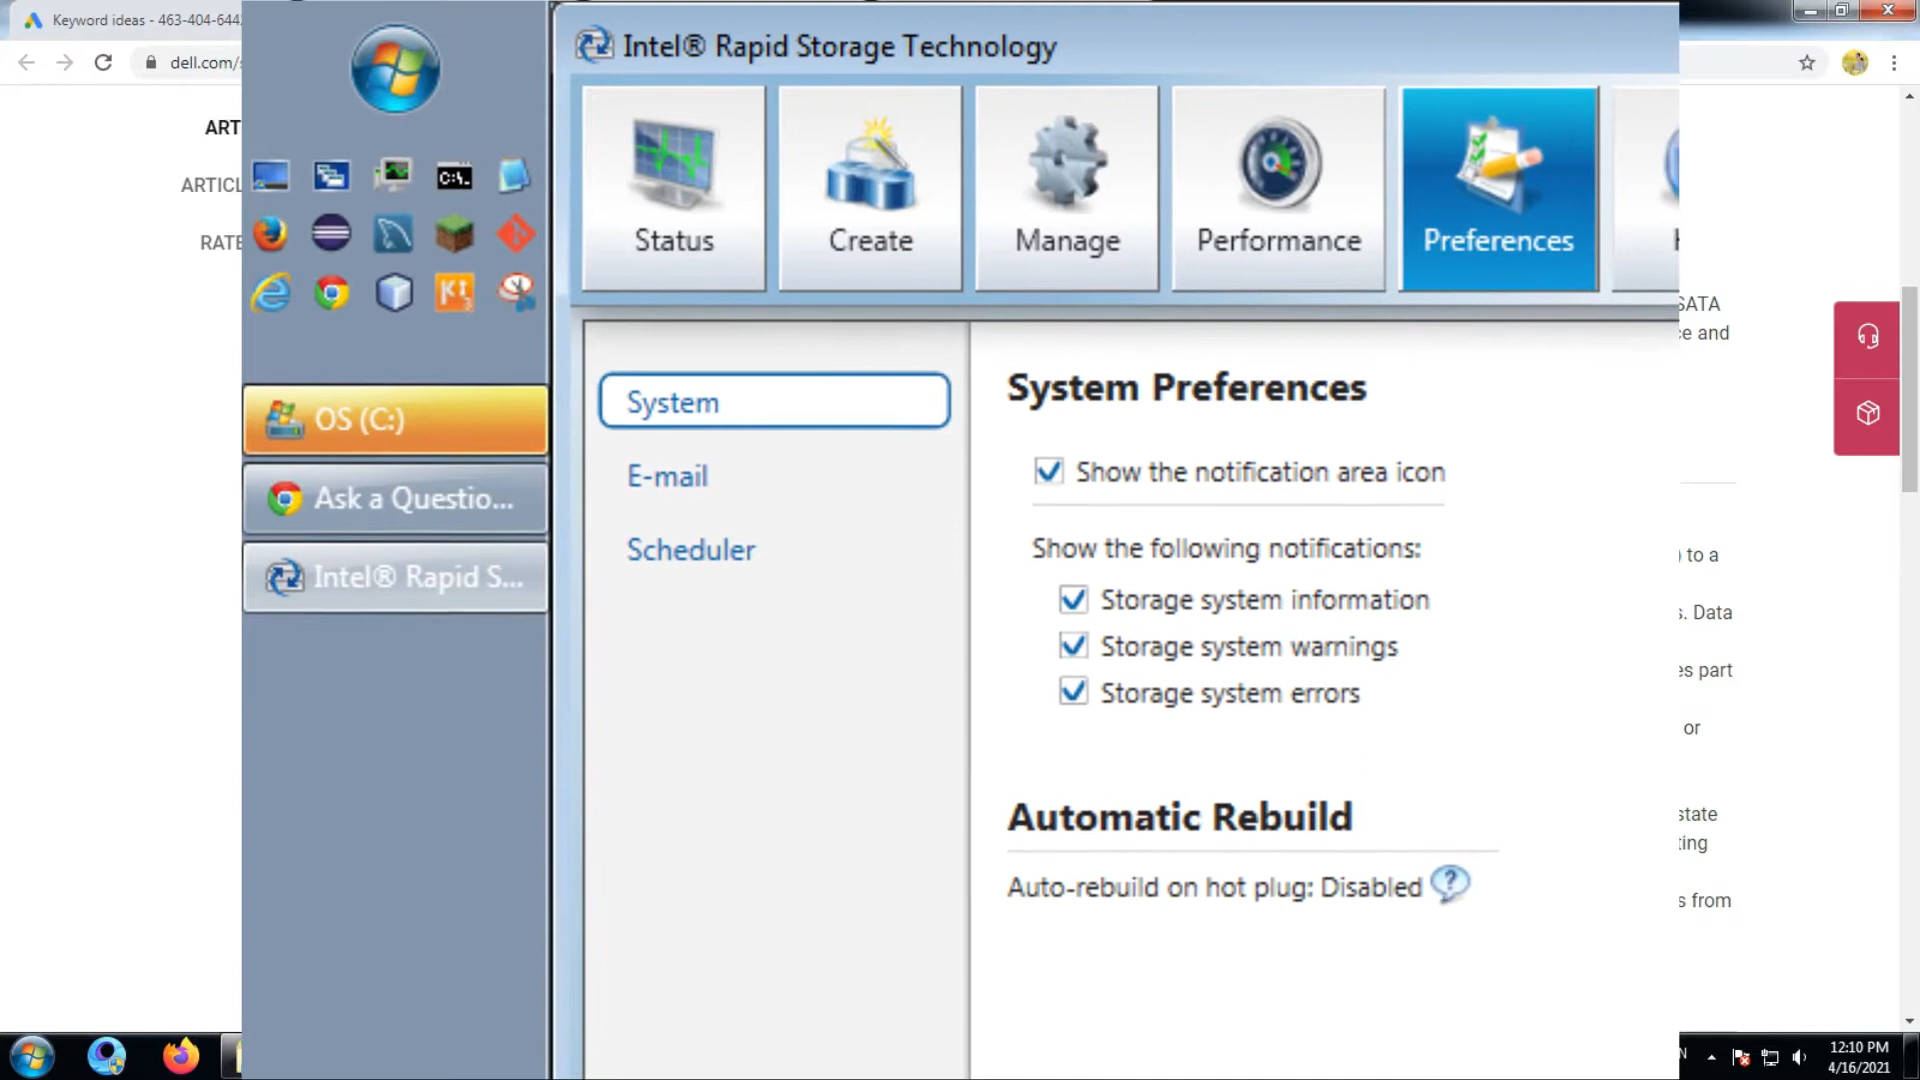 Keyword ideas - 463-404-644
dell.com/
ARTI
ARTICL
RATE
C:\.
KI
OS (C:)
Ask a Questio...
Intel® Rapid S...
Intel® Rapid Storage Technology
Status
Create
Manage
Performance
Preferences
System
E-mail
Scheduler
System Preferences
Show the notification area icon
Show the following notifications:
Storage system information
Storage system warnings
Storage system errors
Automatic Rebuild
Auto-rebuild on hot plug: Disabled
SATA
e and
) to a
s. Data
es part
or
state
ting
s from
N
12:10 PM
4/16/2021